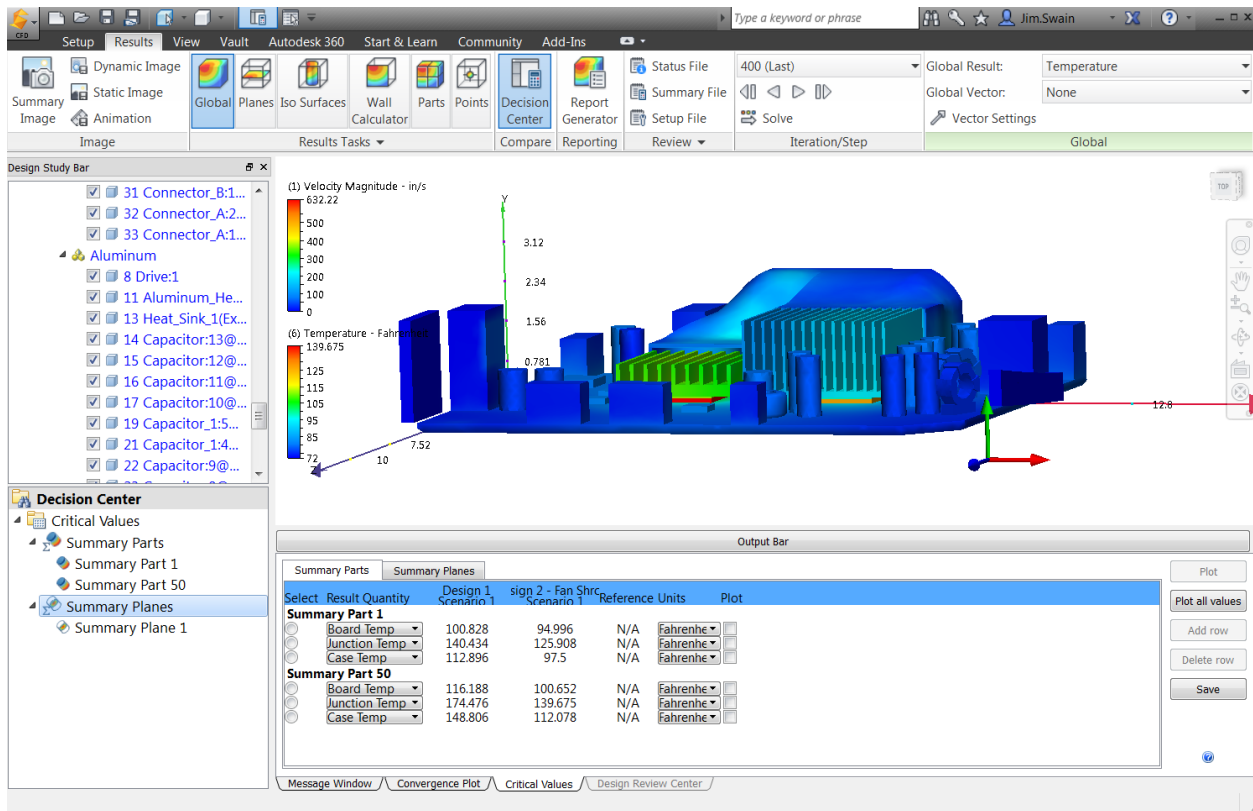 Type a keyword or phrase
Jim.Swain
CFD
Setup Results View Vault Autodesk 360 Start & Learn Community Add-Ins
Summary Image
Dynamic Image
Static Image
Animation
Global
Planes
Iso Surfaces
Wall Calculator
Parts
Points
Decision Center
Report Generator
Status File
Summary File
Setup File
400 (Last)
Solve
Global Result: Temperature
Global Vector: None
Vector Settings
Image Results Tasks Compare Reporting Review Iteration/Step Global
Design Study Bar
31 Connector_B:1...
32 Connector_A:2...
33 Connector_A:1...
Aluminum
8 Drive:1
11 Aluminum_He...
13 Heat_Sink_1(Ex...
14 Capacitor:13@...
15 Capacitor:12@...
16 Capacitor:11@...
17 Capacitor:10@...
19 Capacitor_1:5...
21 Capacitor_1:4...
22 Capacitor:9@...
Decision Center
Critical Values
Summary Parts
Summary Part 1
Summary Part 50
Summary Planes
Summary Plane 1
(1) Velocity Magnitude - in/s
632.22
500
400
300
200
100
0
(6) Temperature - Fahren
139.675
125
115
105
95
85
72
Y
3.12
2.34
1.56
0.781
7.52
10
Z
12.8
TOP
Output Bar
Summary Parts Summary Planes
Select Result Quantity Design 1 Scenario 1 sign 2 - Fan Shrc Scenario 1 Reference Units Plot
Summary Part 1
Board Temp 100.828 94.996 N/A Fahrenhe
Junction Temp 140.434 125.908 N/A Fahrenhe
Case Temp 112.896 97.5 N/A Fahrenhe
Summary Part 50
Board Temp 116.188 100.652 N/A Fahrenhe
Junction Temp 174.476 139.675 N/A Fahrenhe
Case Temp 148.806 112.078 N/A Fahrenhe
Plot
Plot all values
Add row
Delete row
Save
Message Window Convergence Plot Critical Values Design Review Center